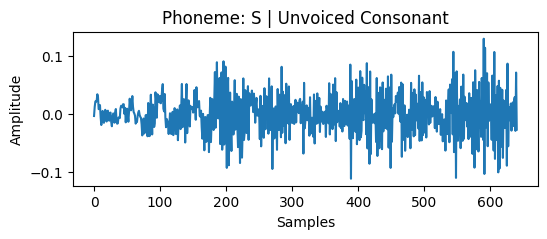 Phoneme: S | Unvoiced Consonant
Amplitude
0.1
0.0
−0.1
0 100 200 300 400 500 600
Samples